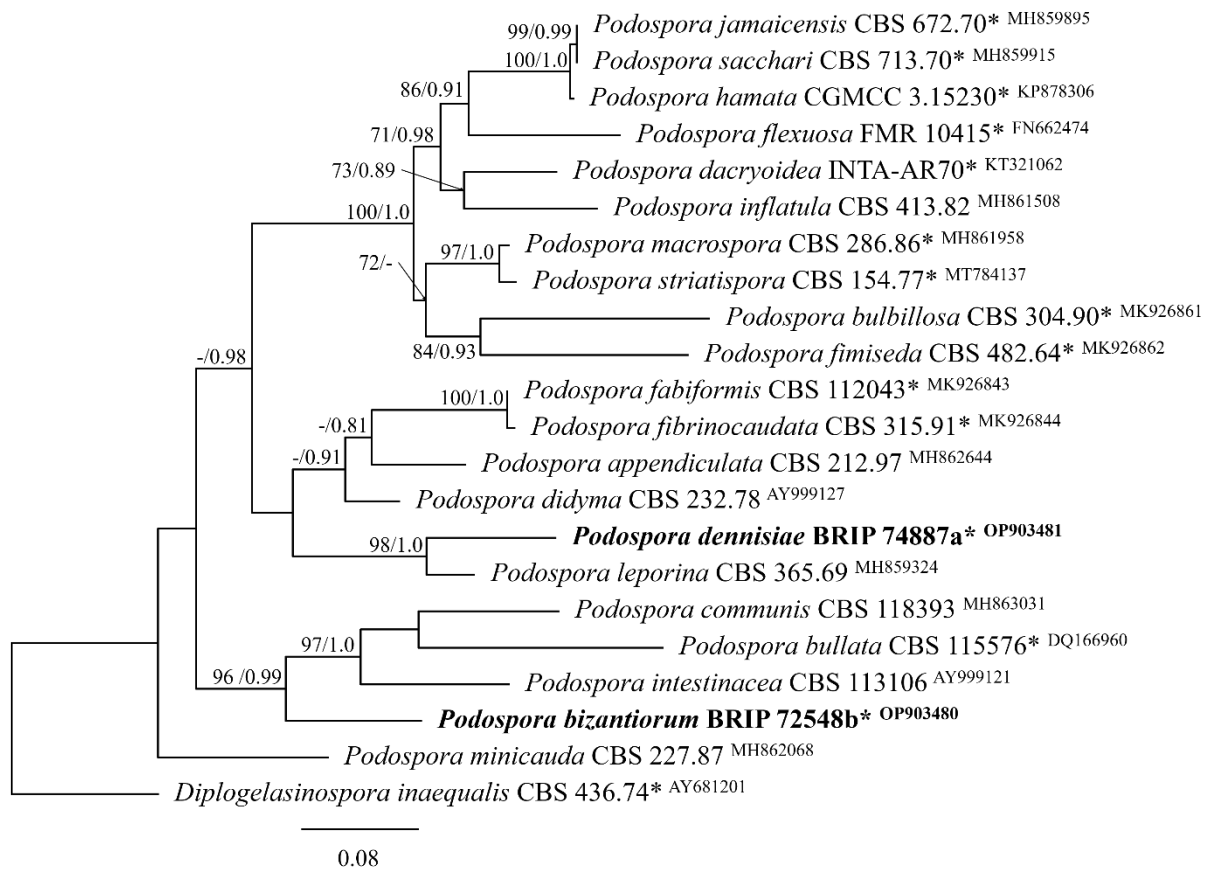 99/0.99 Podospora jamaicensis CBS 672.70* MH859895
100/1.0 Podospora sacchari CBS 713.70* MH859915
86/0.91 Podospora hamata CGMCC 3.15230* KP878306
71/0.98 Podospora flexuosa FMR 10415* FN662474
73/0.89 Podospora dacryoidea INTA-AR70* KT321062
100/1.0 Podospora inflatula CBS 413.82 MH861508
97/1.0 Podospora macrospora CBS 286.86* MH861958
72/- Podospora striatispora CBS 154.77* MT784137
Podospora bulbillosa CBS 304.90* MK926861
84/0.93 Podospora fimiseda CBS 482.64* MK926862
-/0.98
100/1.0 Podospora fabiformis CBS 112043* MK926843
-/0.81 Podospora fibrinocaudata CBS 315.91* MK926844
-/0.91 Podospora appendiculata CBS 212.97 MH862644
Podospora didyma CBS 232.78 AY999127
Podospora dennisiae BRIP 74887a* OP903481
98/1.0 Podospora leporina CBS 365.69 MH859324
Podospora communis CBS 118393 MH863031
97/1.0 Podospora bullata CBS 115576* DQ166960
96 /0.99 Podospora intestinacea CBS 113106 AY999121
Podospora bizantiorum BRIP 72548b* OP903480
Podospora minicauda CBS 227.87 MH862068
Diplogelasinospora inaequalis CBS 436.74* AY681201
0.08